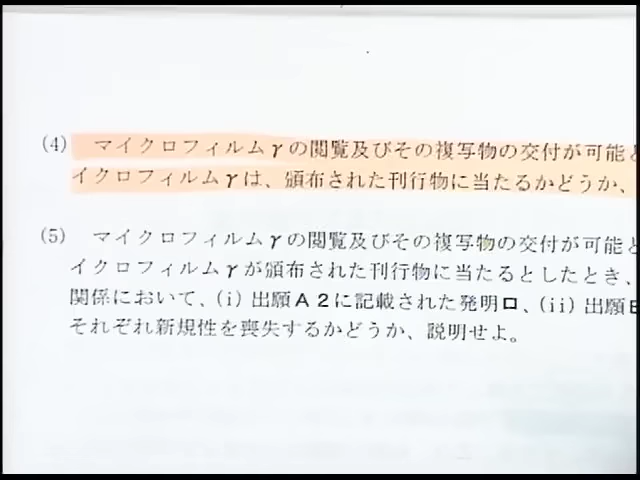 (4) マイクロフィルムγの閲覧及びその複写物の交付が可能と
イクロフィルムγは、頒布された刊行物に当たるかどうか、
(5) マイクロフィルムγの閲覧及びその複写物の交付が可能と
イクロフィルムγが頒布された刊行物に当たるとしたとき、
関係において、(i) 出願A2に記載された発明ロ、(ii) 出願B
それぞれ新規性を喪失するかどうか、説明せよ。